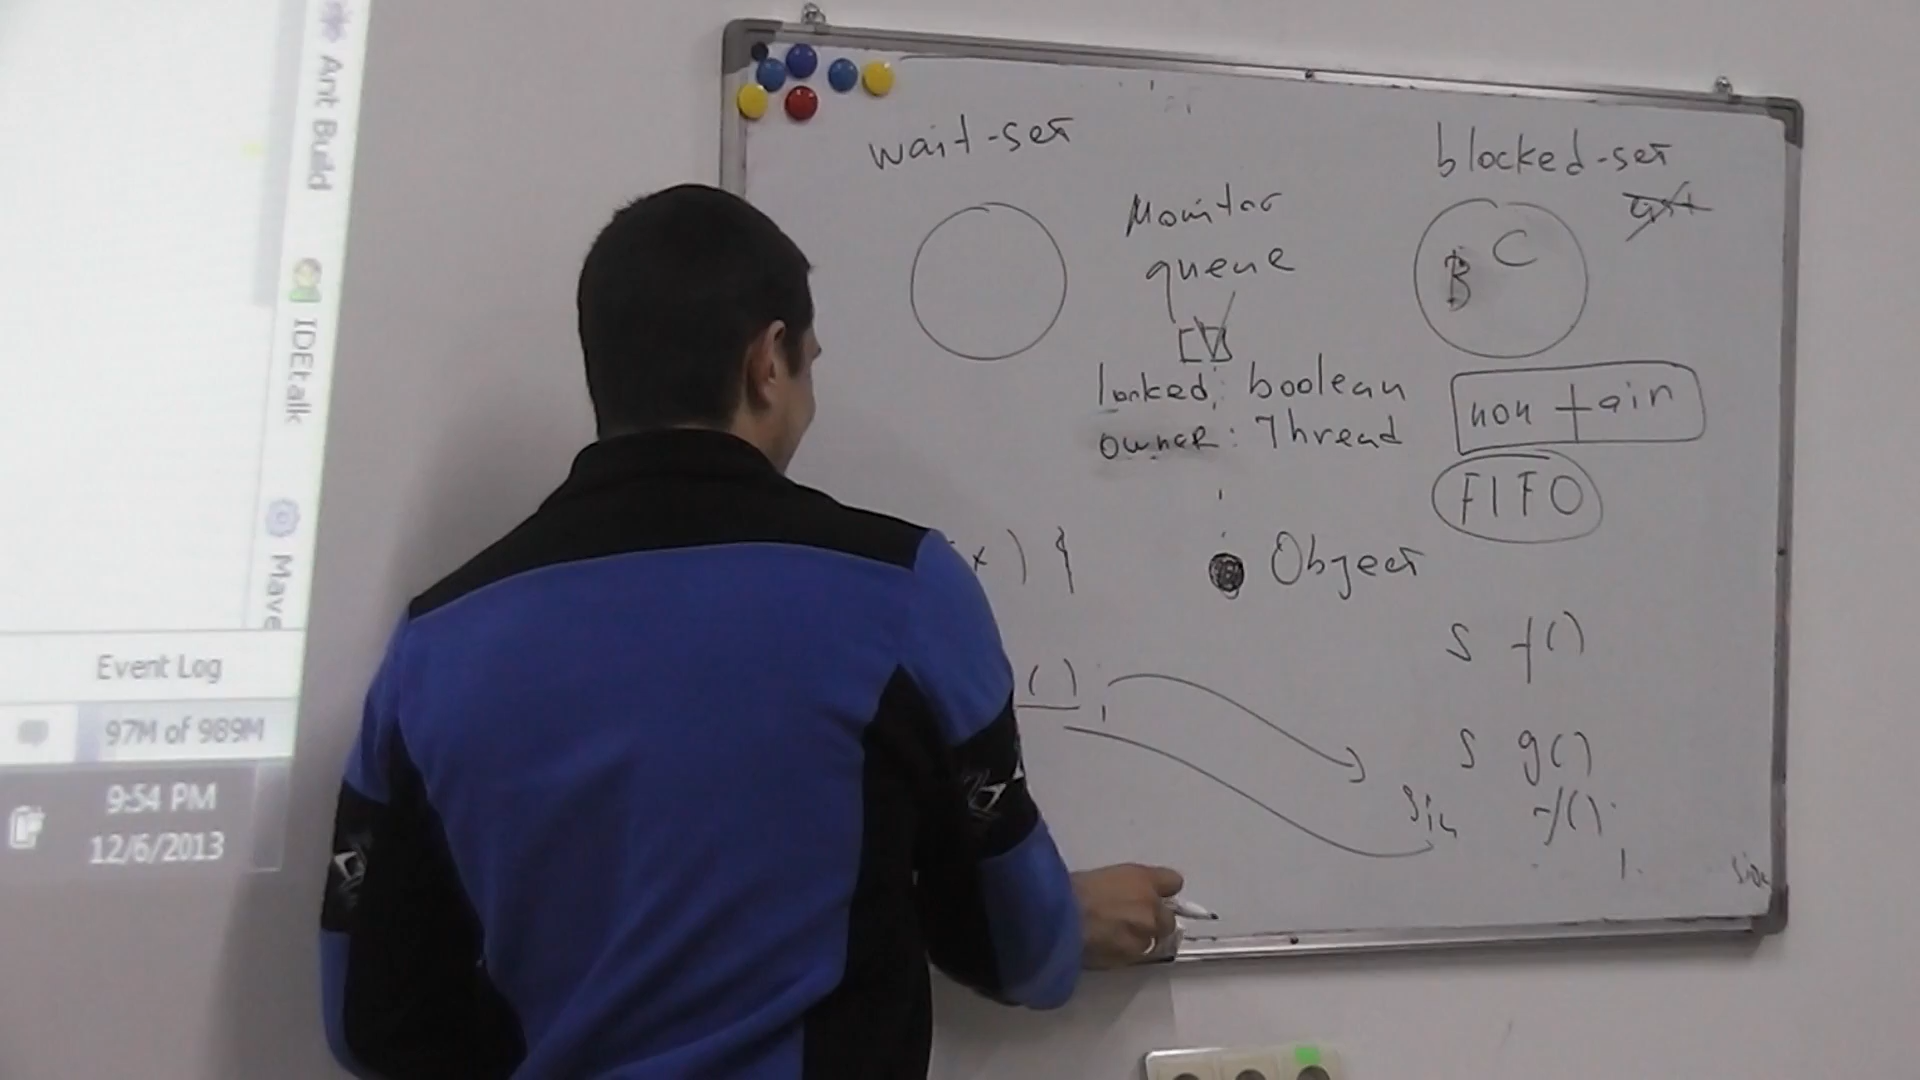 Ant Build
IDEtalk
Mave
Event Log
97M of 989M
9:54 PM
12/6/2013
wait-set
Monitor
queue
blocked-set
B C
locked: boolean
owner: Thread
non fair
FIFO
x) {
Object
S f()
()
S g()
f()